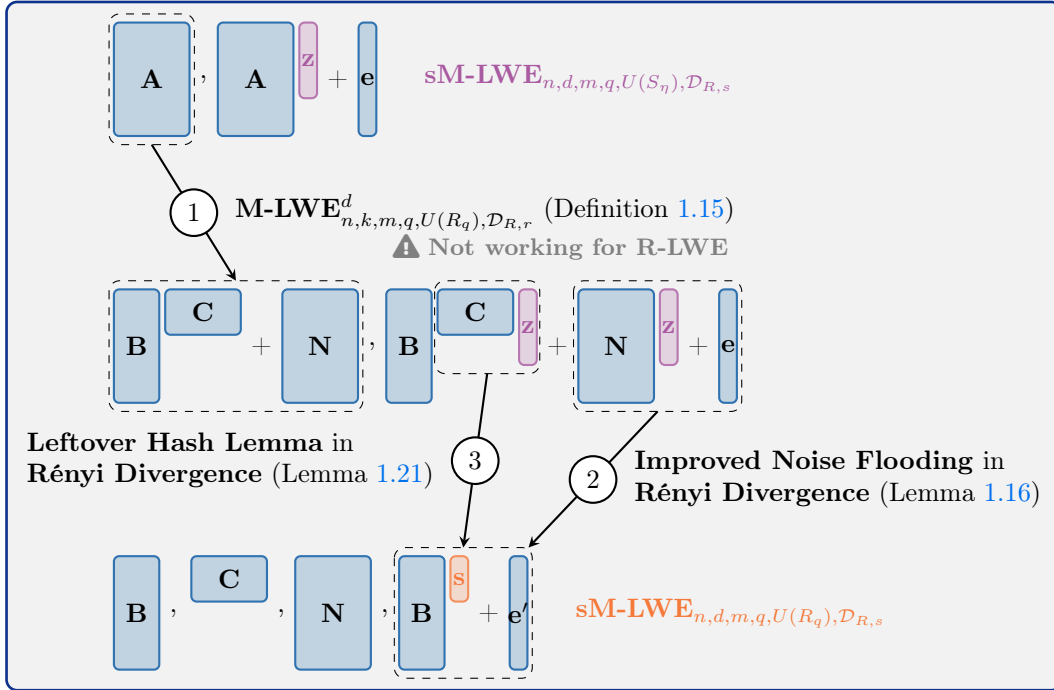 A , A z + e sM-LWE_{n,d,m,q,U(S_η),𝒟_{R,s}}
1 M-LWE^d_{n,k,m,q,U(R_q),𝒟_{R,r}} (Definition 1.15)
Not working for R-LWE
B C + N , B C z + N z + e
Leftover Hash Lemma in
Rényi Divergence (Lemma 1.21)
3
2
Improved Noise Flooding in
Rényi Divergence (Lemma 1.16)
B , C , N , B s + e′ sM-LWE_{n,d,m,q,U(R_q),𝒟_{R,s}}